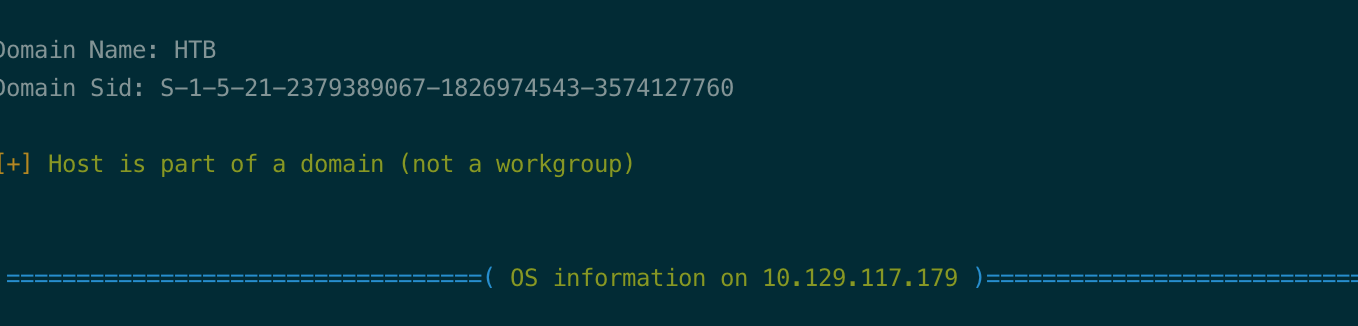 Domain Name: HTB
Domain Sid: S-1-5-21-2379389067-1826974543-3574127760
[+] Host is part of a domain (not a workgroup)
==================================( OS information on 10.129.117.179 )===========================